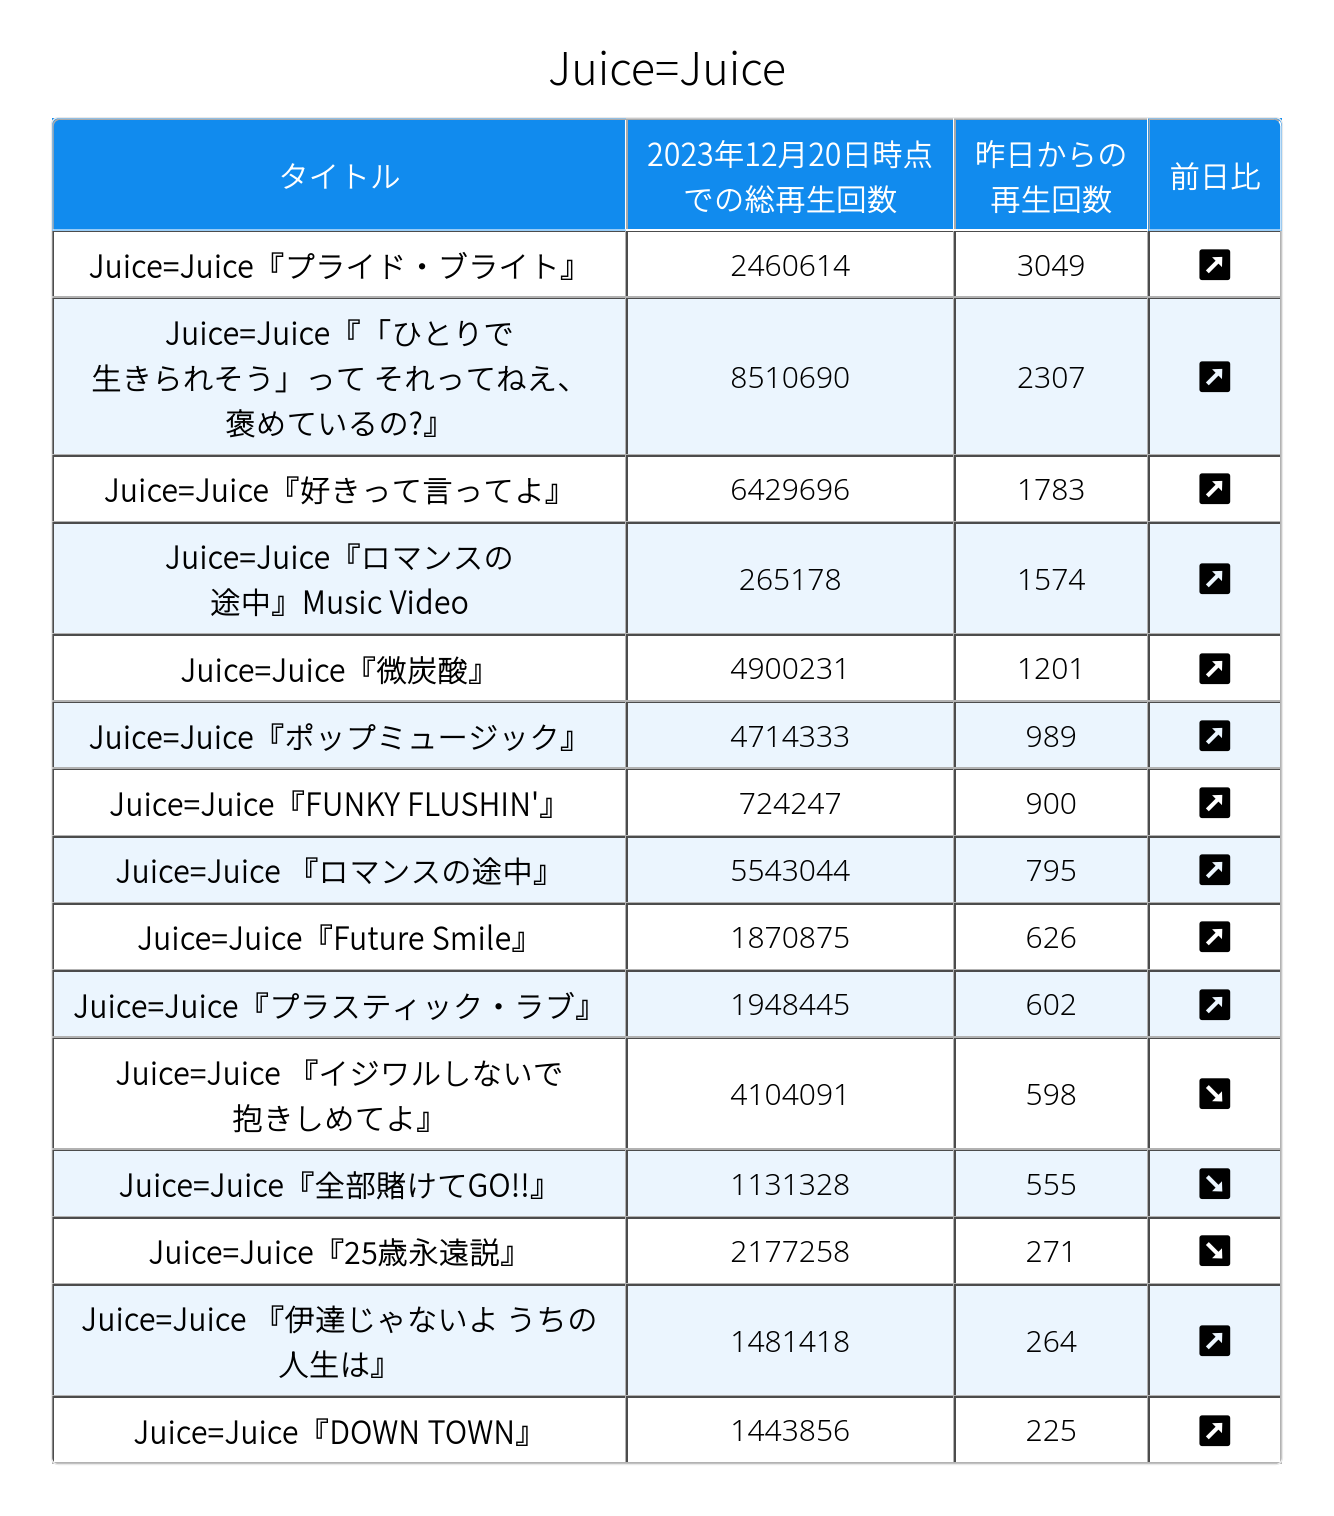 Juice=Juice
タイトル
2023年12月20日時点
での総再生回数
昨日からの
再生回数
前日比
Juice=Juice『プライド・ブライト』
2460614
3049
Juice=Juice『「ひとりで
生きられそう」って それってねえ、
褒めているの?』
8510690
2307
Juice=Juice『好きって言ってよ』
6429696
1783
Juice=Juice『ロマンスの
途中』Music Video
265178
1574
Juice=Juice『微炭酸』
4900231
1201
Juice=Juice『ポップミュージック』
4714333
989
Juice=Juice『FUNKY FLUSHIN'』
724247
900
Juice=Juice 『ロマンスの途中』
5543044
795
Juice=Juice『Future Smile』
1870875
626
Juice=Juice『プラスティック・ラブ』
1948445
602
Juice=Juice 『イジワルしないで
抱きしめてよ』
4104091
598
Juice=Juice『全部賭けてGO!!』
1131328
555
Juice=Juice『25歳永遠説』
2177258
271
Juice=Juice 『伊達じゃないよ うちの
人生は』
1481418
264
Juice=Juice『DOWN TOWN』
1443856
225